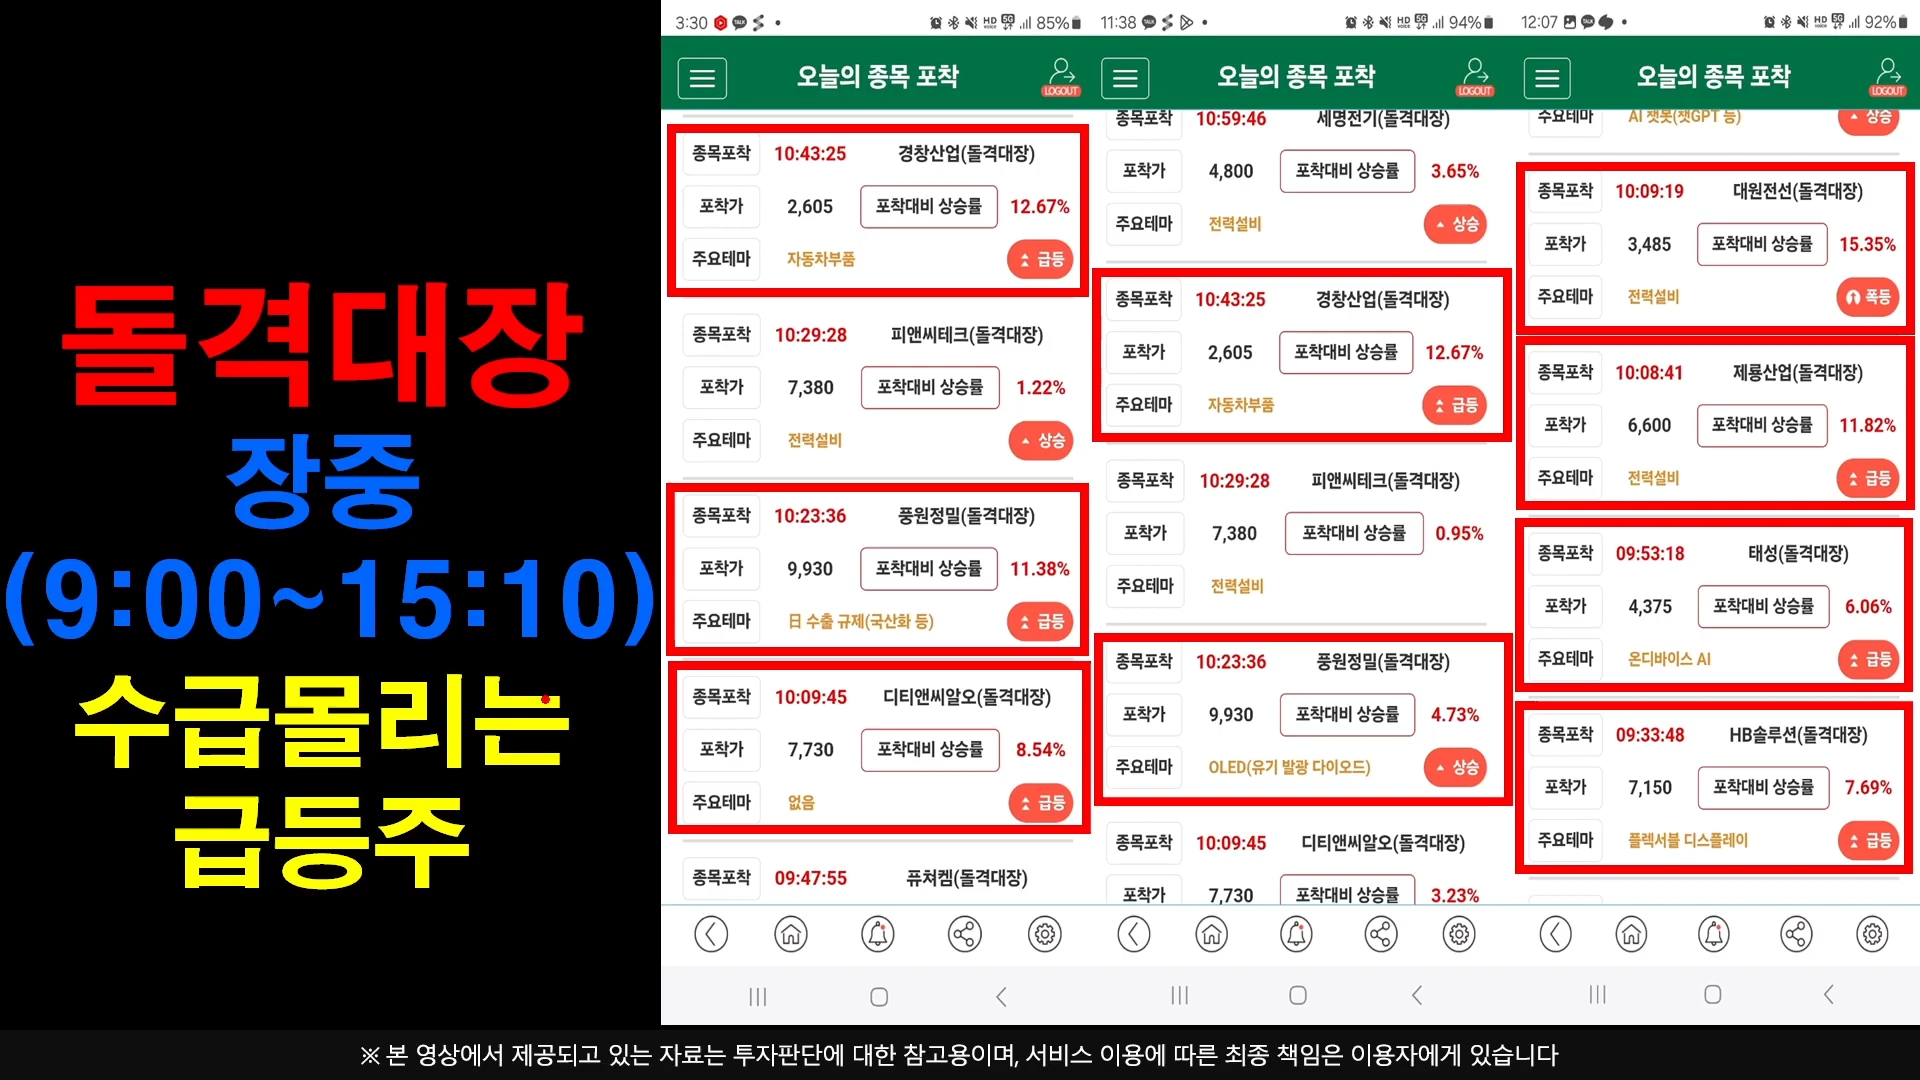 돌격대장
장중
(9:00~15:10)
수급몰리는
급등주
3:30 85%
오늘의 종목 포착
LOGOUT
종목포착 10:43:25 경창산업(돌격대장)
포착가 2,605 포착대비 상승률 12.67%
주요테마 자동차부품 급등
종목포착 10:29:28 피앤씨테크(돌격대장)
포착가 7,380 포착대비 상승률 1.22%
주요테마 전력설비 상승
종목포착 10:23:36 풍원정밀(돌격대장)
포착가 9,930 포착대비 상승률 11.38%
주요테마 日 수출 규제(국산화 등) 급등
종목포착 10:09:45 디티앤씨알오(돌격대장)
포착가 7,730 포착대비 상승률 8.54%
주요테마 없음 급등
종목포착 09:47:55 퓨쳐켐(돌격대장)
11:38 94%
오늘의 종목 포착
LOGOUT
종목포착 10:59:46 세명전기(돌격대장)
포착가 4,800 포착대비 상승률 3.65%
주요테마 전력설비 상승
종목포착 10:43:25 경창산업(돌격대장)
포착가 2,605 포착대비 상승률 12.67%
주요테마 자동차부품 급등
종목포착 10:29:28 피앤씨테크(돌격대장)
포착가 7,380 포착대비 상승률 0.95%
주요테마 전력설비
종목포착 10:23:36 풍원정밀(돌격대장)
포착가 9,930 포착대비 상승률 4.73%
주요테마 OLED(유기 발광 다이오드) 상승
종목포착 10:09:45 디티앤씨알오(돌격대장)
포착가 7,730 포착대비 상승률 3.23%
12:07 92%
오늘의 종목 포착
LOGOUT
주요테마 AI 챗봇(챗GPT 등) 상승
종목포착 10:09:19 대원전선(돌격대장)
포착가 3,485 포착대비 상승률 15.35%
주요테마 전력설비 폭등
종목포착 10:08:41 제룡산업(돌격대장)
포착가 6,600 포착대비 상승률 11.82%
주요테마 전력설비 급등
종목포착 09:53:18 태성(돌격대장)
포착가 4,375 포착대비 상승률 6.06%
주요테마 온디바이스 AI 급등
종목포착 09:33:48 HB솔루션(돌격대장)
포착가 7,150 포착대비 상승률 7.69%
주요테마 플렉서블 디스플레이 급등
※ 본 영상에서 제공되고 있는 자료는 투자판단에 대한 참고용이며, 서비스 이용에 따른 최종 책임은 이용자에게 있습니다